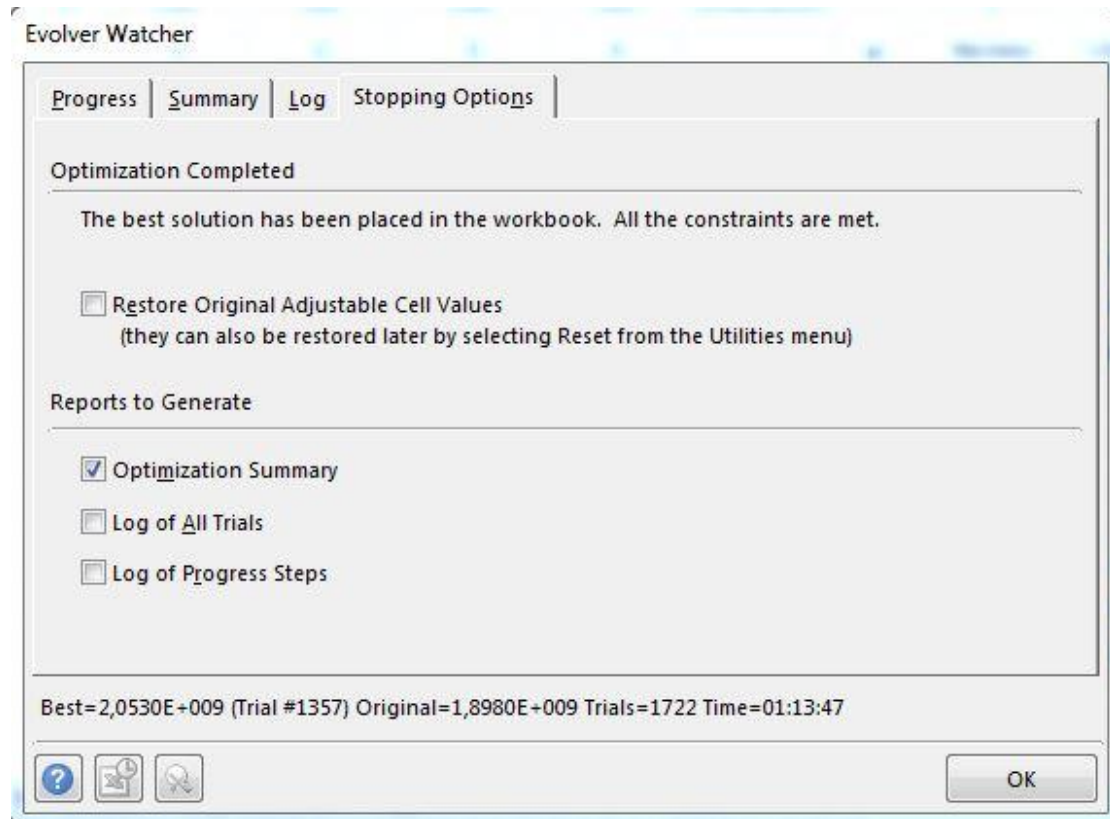 Evolver Watcher
Progress Summary Log Stopping Options
Optimization Completed
The best solution has been placed in the workbook. All the constraints are met.
Restore Original Adjustable Cell Values
(they can also be restored later by selecting Reset from the Utilities menu)
Reports to Generate
Optimization Summary
Log of All Trials
Log of Progress Steps
Best=2,0530E+009 (Trial #1357) Original=1,8980E+009 Trials=1722 Time=01:13:47
OK